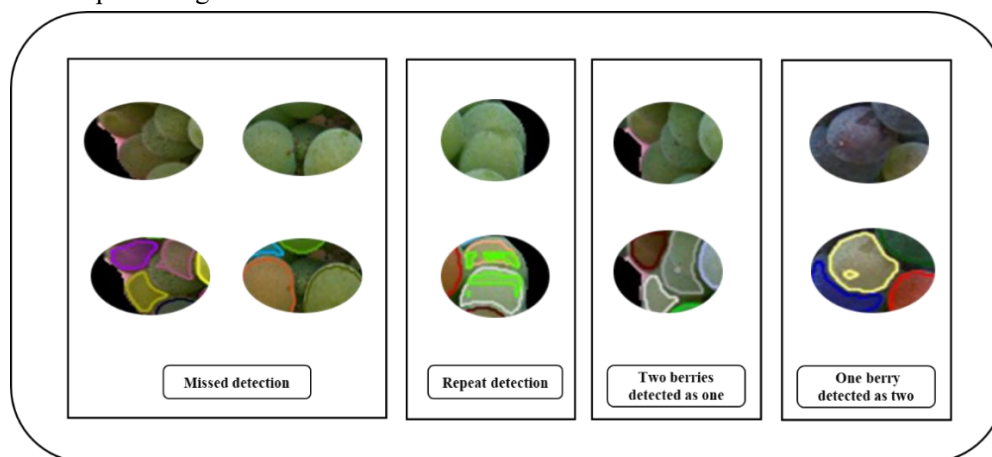 Missed detection
Repeat detection
Two berries
detected as one
One berry
detected as two